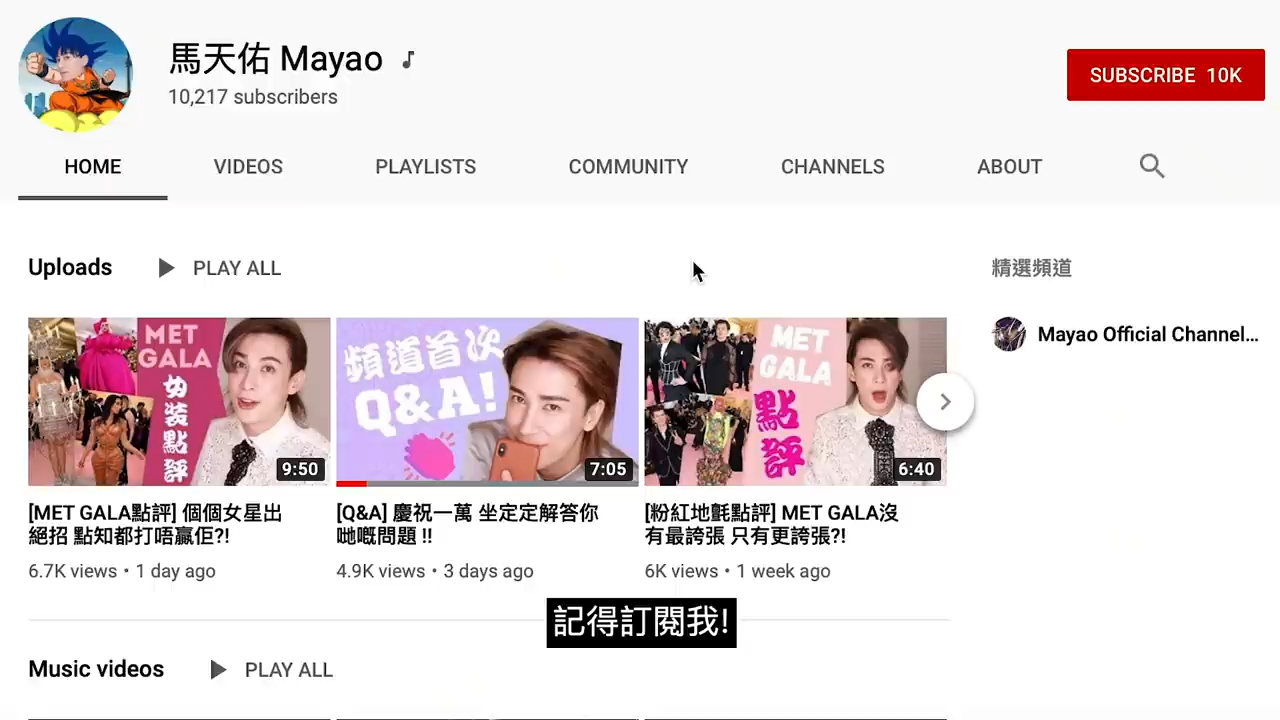 馬天佑 Mayao
10,217 subscribers
SUBSCRIBE 10K
HOME
VIDEOS
PLAYLISTS
COMMUNITY
CHANNELS
ABOUT
Uploads
PLAY ALL
精選頻道
Mayao Official Channel...
MET
GALA
女裝點評
9:50
頻道首次
Q&A!
7:05
MET
GALA
點評
6:40
[MET GALA點評] 個個女星出
絕招 點知都打唔贏佢?!
6.7K views • 1 day ago
[Q&A] 慶祝一萬 坐定定解答你
哋嘅問題 !!
4.9K views • 3 days ago
[粉紅地氈點評] MET GALA沒
有最誇張 只有更誇張?!
6K views • 1 week ago
記得訂閱我!
Music videos
PLAY ALL